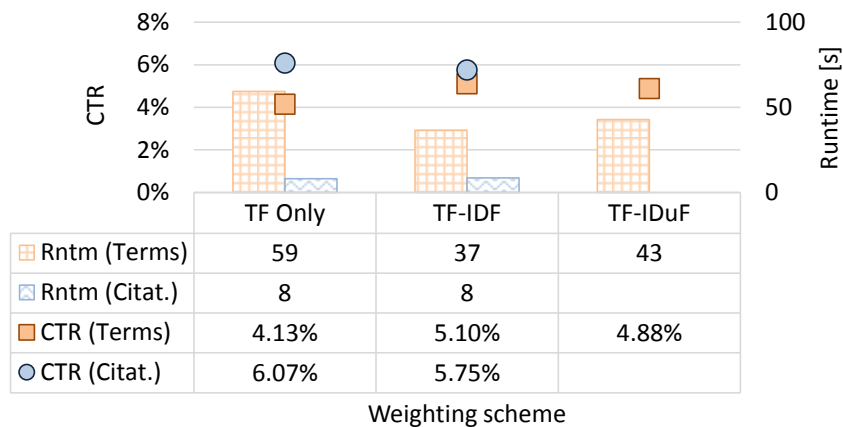 8% 100
6%
4% 50
2%
0% 0
CTR
Runtime [s]
TF Only TF-IDF TF-IDuF
Rntm (Terms) 59 37 43
Rntm (Citat.) 8 8
CTR (Terms) 4.13% 5.10% 4.88%
CTR (Citat.) 6.07% 5.75%
Weighting scheme